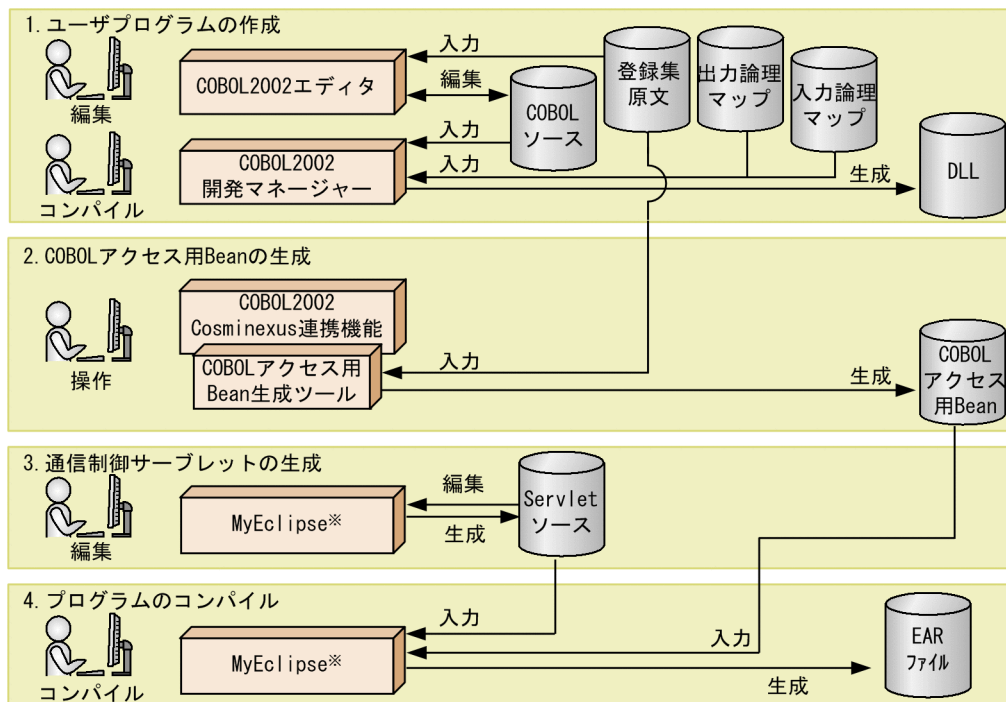 1. ユーザプログラムの作成
編集
COBOL2002エディタ
入力
編集
COBOL
ソース
登録集
原文
出力論理
マップ
入力論理
マップ
コンパイル
COBOL2002
開発マネージャー
入力
入力
生成
DLL
2. COBOLアクセス用Beanの生成
操作
COBOL2002
Cosminexus連携機能
COBOLアクセス用
Bean生成ツール
入力
生成
COBOL
アクセス
用Bean
3. 通信制御サーブレットの生成
編集
MyEclipse※
編集
生成
Servlet
ソース
4. プログラムのコンパイル
コンパイル
MyEclipse※
入力
入力
生成
EAR
ファイル